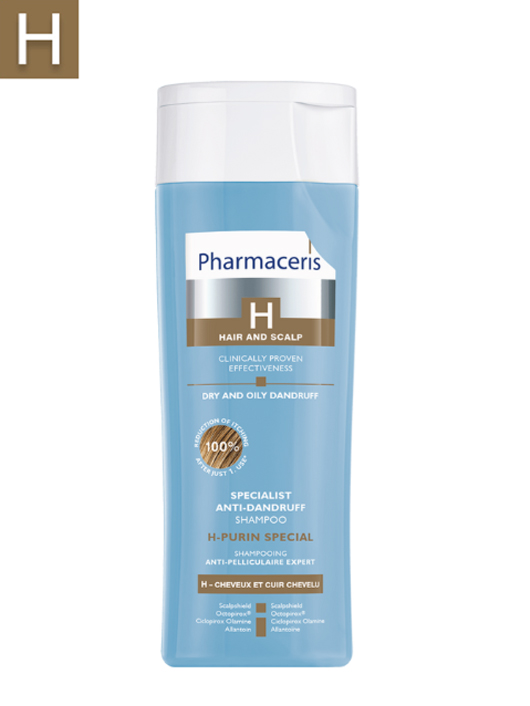 H
Pharmaceris
H
HAIR AND SCALP
CLINICALLY PROVEN
EFFECTIVENESS
DRY AND OILY DANDRUFF
REDUCTION OF ITCHING
100%
AFTER JUST 1. USE*
SPECIALIST
ANTI-DANDRUFF
SHAMPOO
H-PURIN SPECIAL
SHAMPOOING
ANTI-PELLICULAIRE EXPERT
H – CHEVEUX ET CUIR CHEVELU
Scalpshield Scalpshield
Octopirox® Octopirox®
Ciclopirox Olamine Ciclopirox Olamine
Allantoin Allantoïne